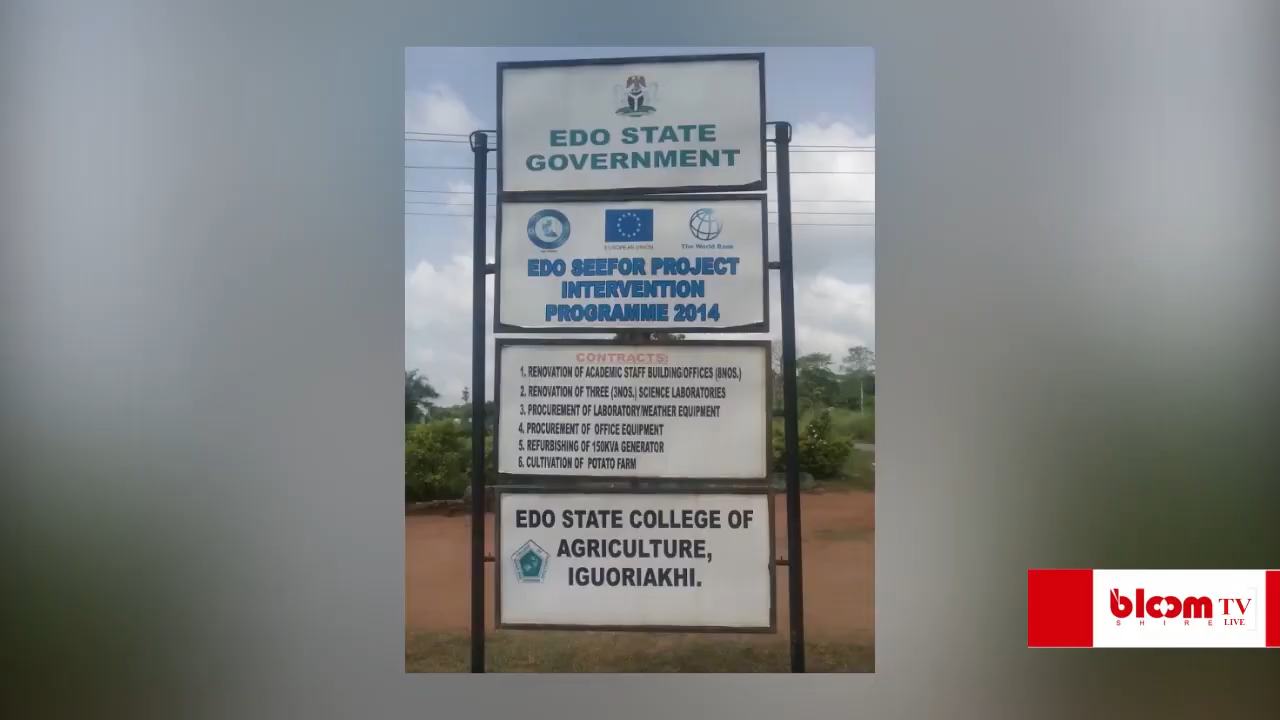 EDO STATE
GOVERNMENT
EUROPEAN UNION
The World Bank
EDO SEEFOR PROJECT
INTERVENTION
PROGRAMME 2014
CONTRACTS:
1. RENOVATION OF ACADEMIC STAFF BUILDING/OFFICES (8NOS.)
2. RENOVATION OF THREE (3NOS.) SCIENCE LABORATORIES
3. PROCUREMENT OF LABORATORY/WEATHER EQUIPMENT
4. PROCUREMENT OF OFFICE EQUIPMENT
5. REFURBISHING OF 150KVA GENERATOR
6. CULTIVATION OF POTATO FARM
EDO STATE COLLEGE OF
AGRICULTURE,
IGUORIAKHI.
bloom TV
SHIRE LIVE